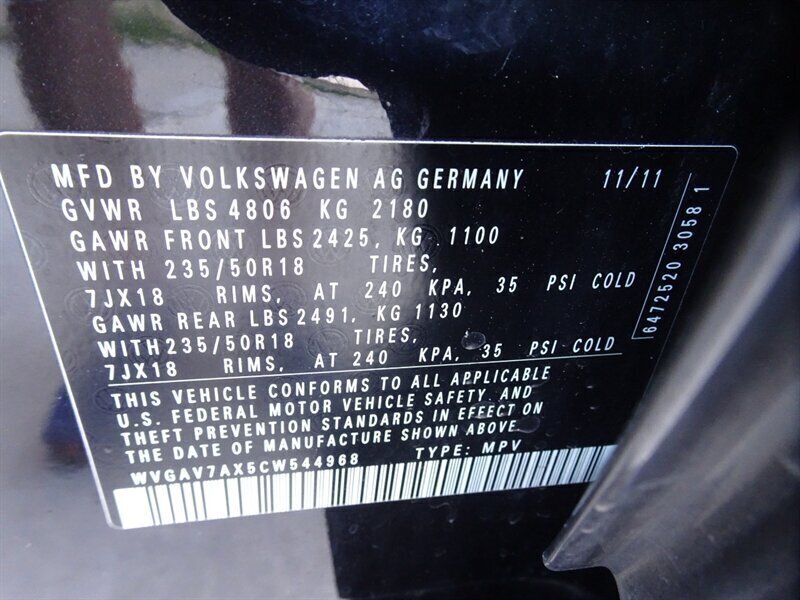 MFD BY VOLKSWAGEN AG GERMANY 11/11
GVWR LBS 4806 KG 2180
GAWR FRONT LBS 2425, KG 1100
WITH 235/50R18 TIRES,
7JX18 RIMS, AT 240 KPA, 35 PSI COLD
GAWR REAR LBS 2491, KG 1130
WITH 235/50R18 TIRES,
7JX18 RIMS, AT 240 KPA, 35 PSI COLD
THIS VEHICLE CONFORMS TO ALL APPLICABLE
U.S. FEDERAL MOTOR VEHICLE SAFETY, AND
THEFT PREVENTION STANDARDS IN EFFECT ON
THE DATE OF MANUFACTURE SHOWN ABOVE.
WVGAV7AX5CW544968 TYPE: MPV
6472520 30581